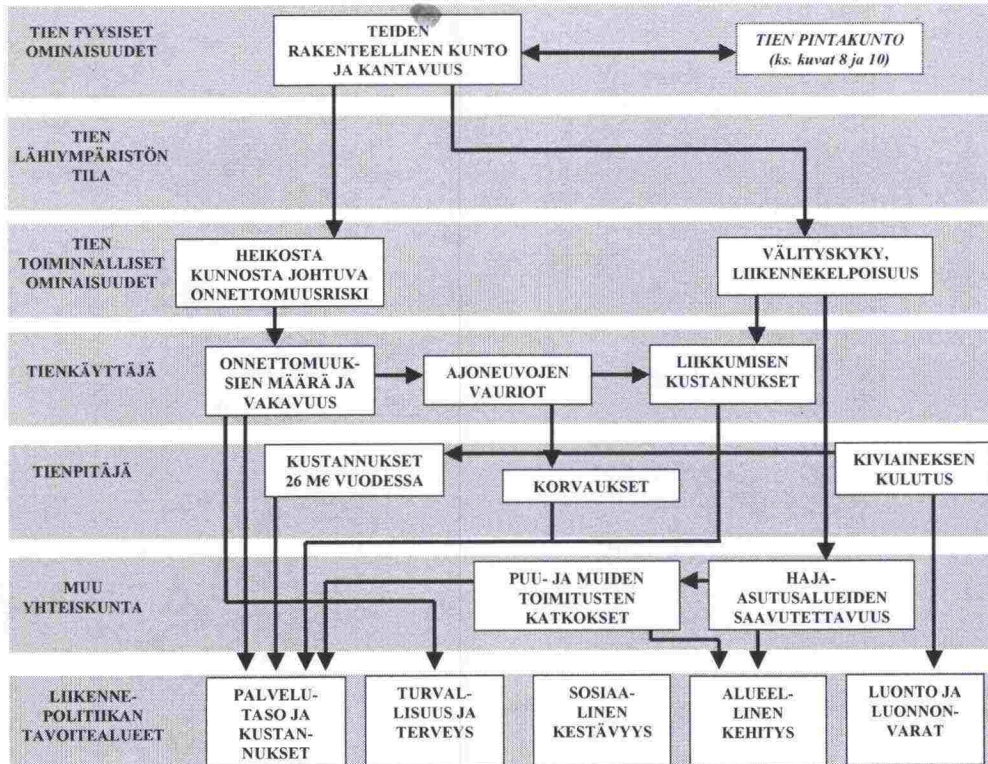 TIEN FYYSISET
OMINAISUUDET
TEIDEN
RAKENTEELLINEN KUNTO
JA KANTAVUUS
TIEN PINTAKUNTO
(ks. kuvat 8 ja 10)
TIEN
LÄHIYMPÄRISTÖN
TILA
TIEN
TOIMINNALLISET
OMINAISUUDET
HEIKOSTA
KUNNOSTA JOHTUVA
ONNETTOMUUSRISKI
VÄLITYSKYKY,
LIIKENNEKELPOISUUS
TIENKÄYTTÄJÄ
ONNETTOMUUK-
SIEN MÄÄRÄ JA
VAKAVUUS
AJONEUVOJEN
VAURIOT
LIIKKUMISEN
KUSTANNUKSET
TIENPITÄJÄ
KUSTANNUKSET
26 M€ VUODESSA
KORVAUKSET
KIVIAINEKSEN
KULUTUS
MUU
YHTEISKUNTA
PUU- JA MUIDEN
TOIMITUSTEN
KATKOKSET
HAJA-
ASUTUSALUEIDEN
SAAVUTETTAVUUS
LIIKENNE-
POLITIIKAN
TAVOITEALUEET
PALVELU-
TASO JA
KUSTAN-
NUKSET
TURVAL-
LISUUS JA
TERVEYS
SOSIAA-
LINEN
KESTÄVYYS
ALUEEL-
LINEN
KEHITYS
LUONTO JA
LUONNON-
VARAT